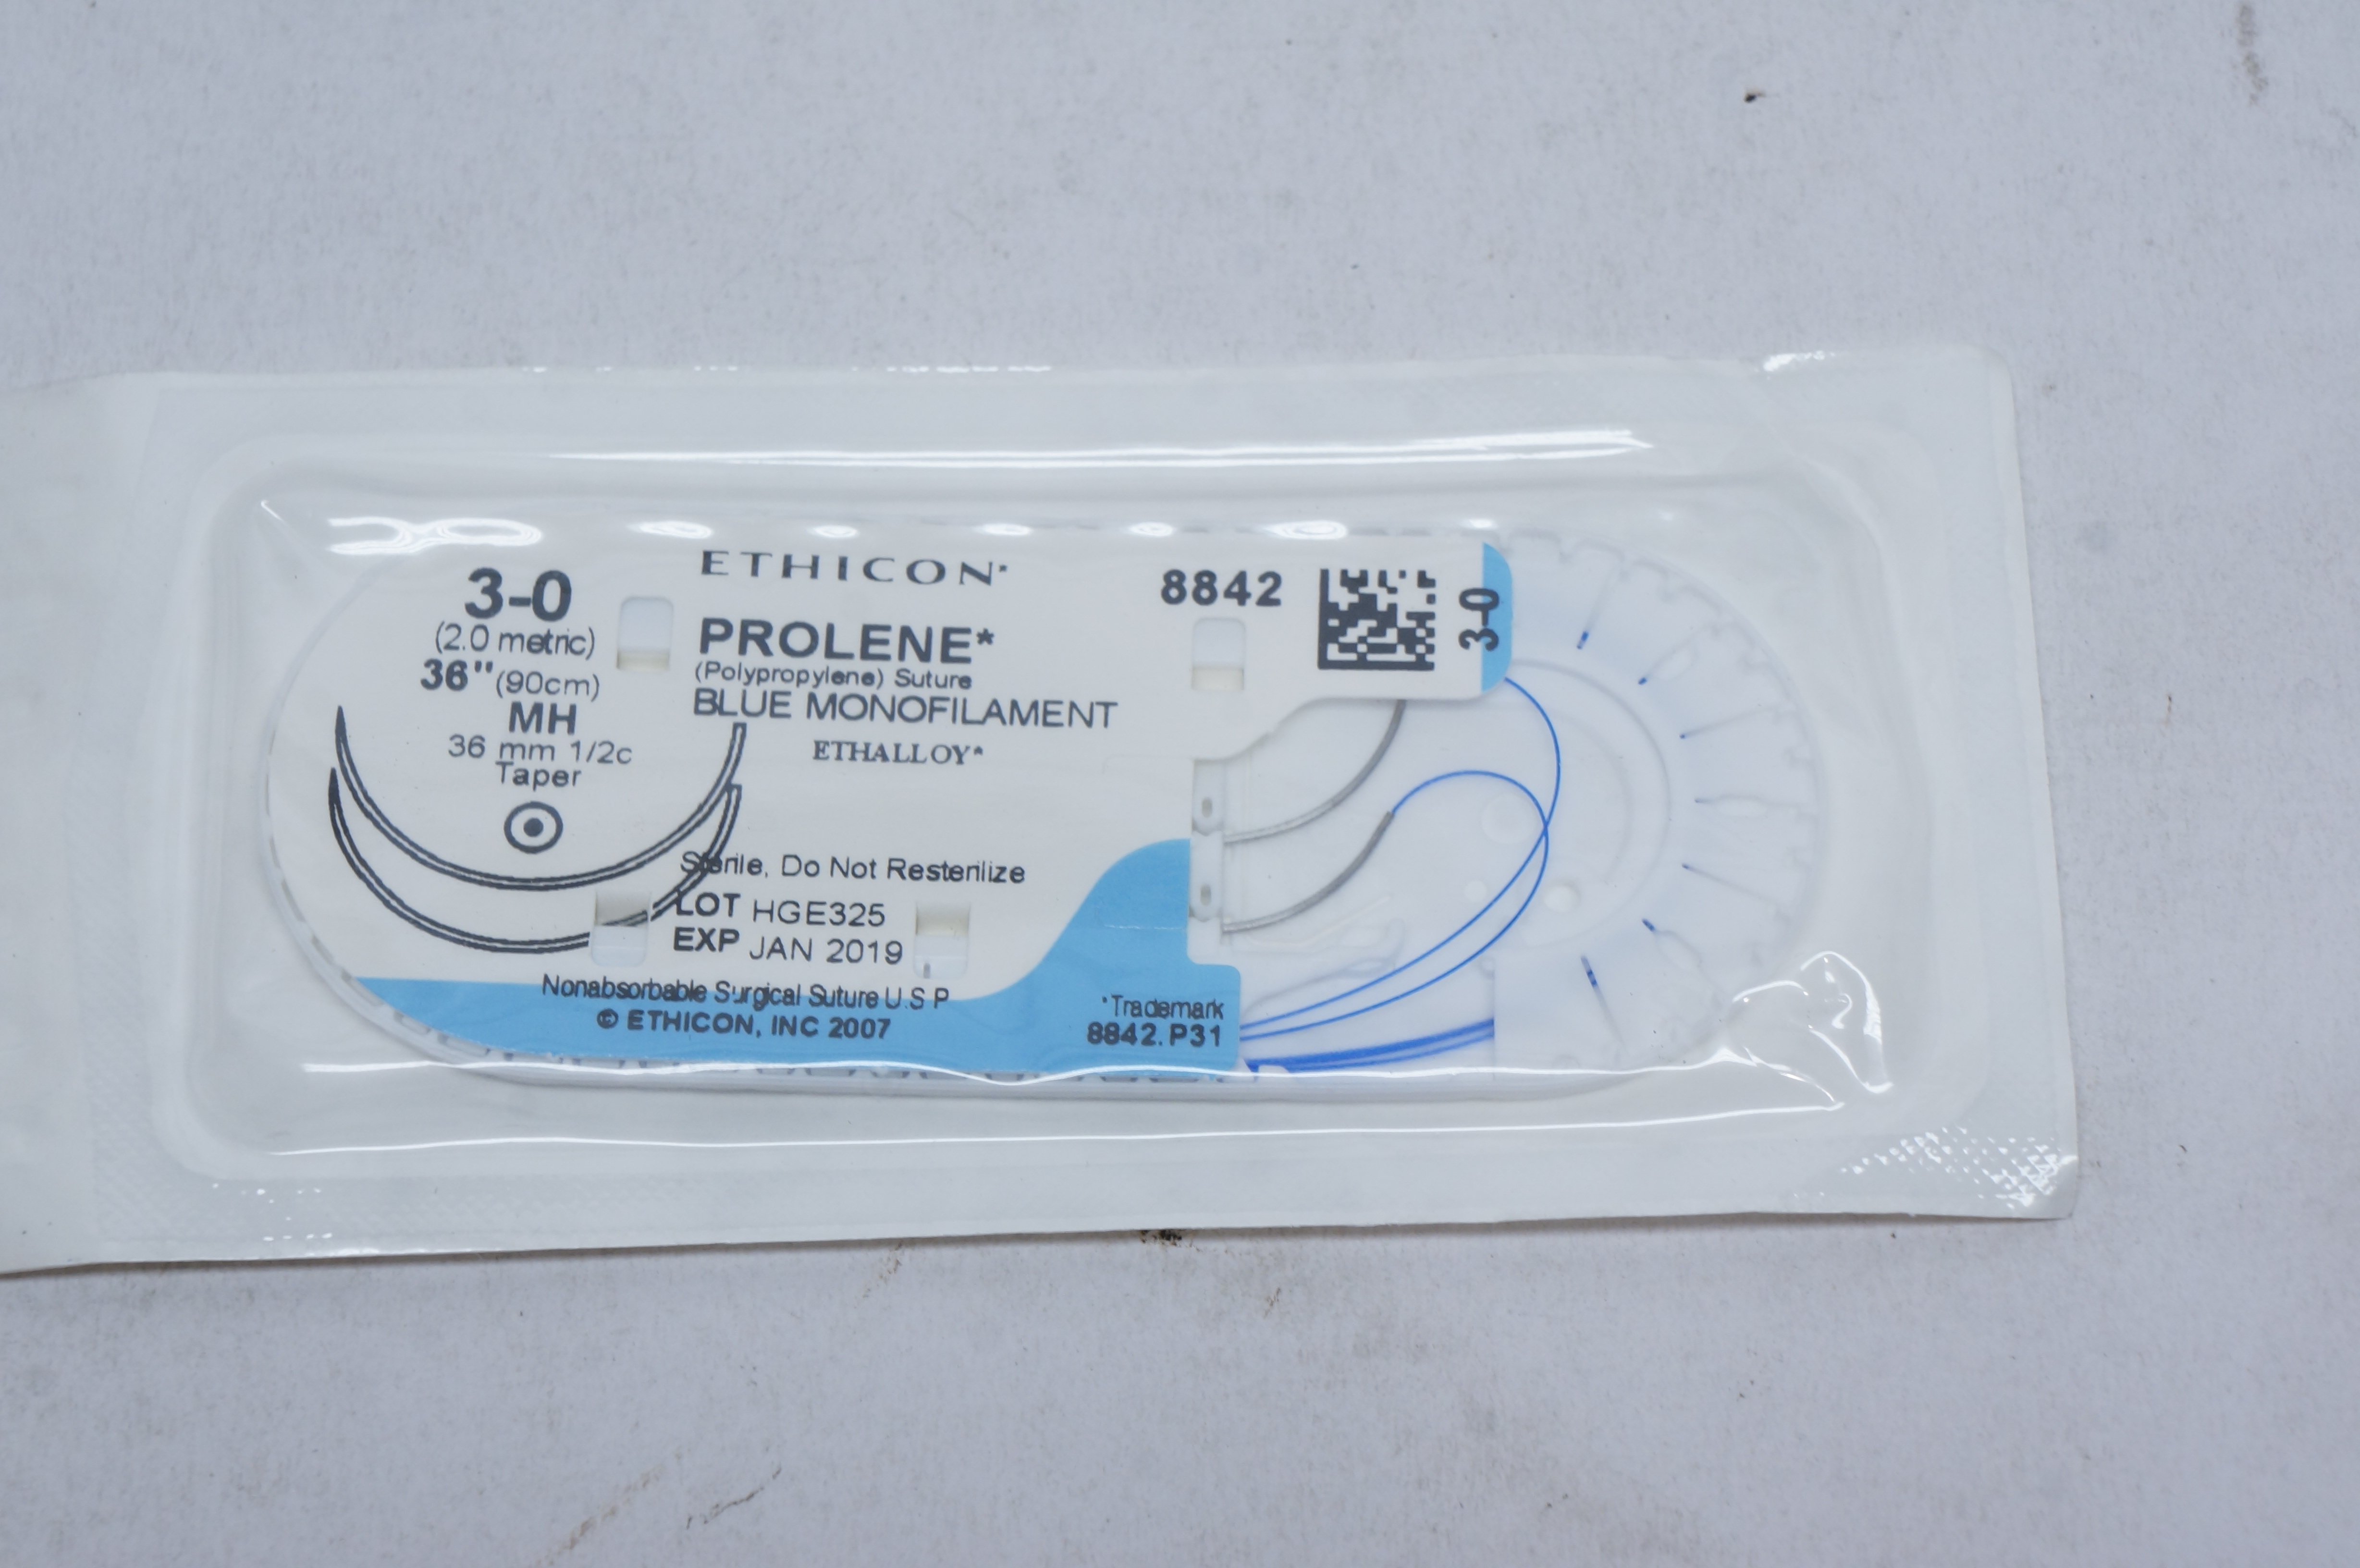 3-0
(2.0 metric)
36" (90cm)
MH
36 mm 1/2c
Taper
ETHICON*
PROLENE*
(Polypropylene) Suture
BLUE MONOFILAMENT
ETHALLOY*
8842
3-0
Sterile, Do Not Resterilize
LOT HGE325
EXP JAN 2019
Nonabsorbable Surgical Suture U.S P
© ETHICON, INC 2007
*Trademark
8842.P31